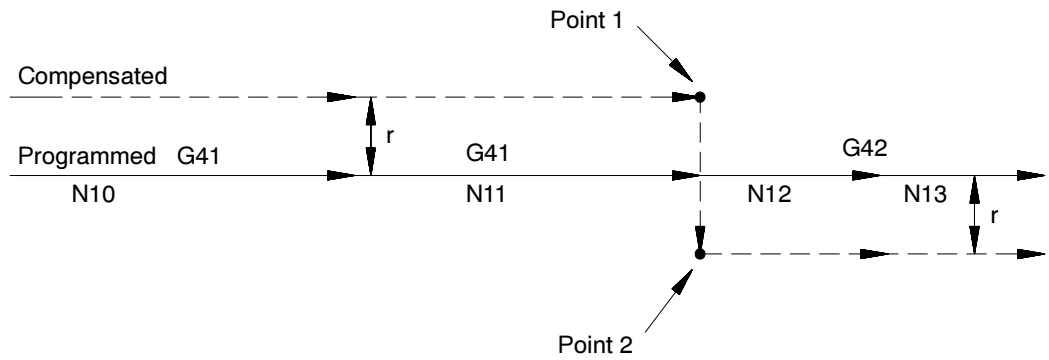 Point 1
Compensated
r
Programmed G41
G41
G42
N10
N11
N12
N13
r
Point 2